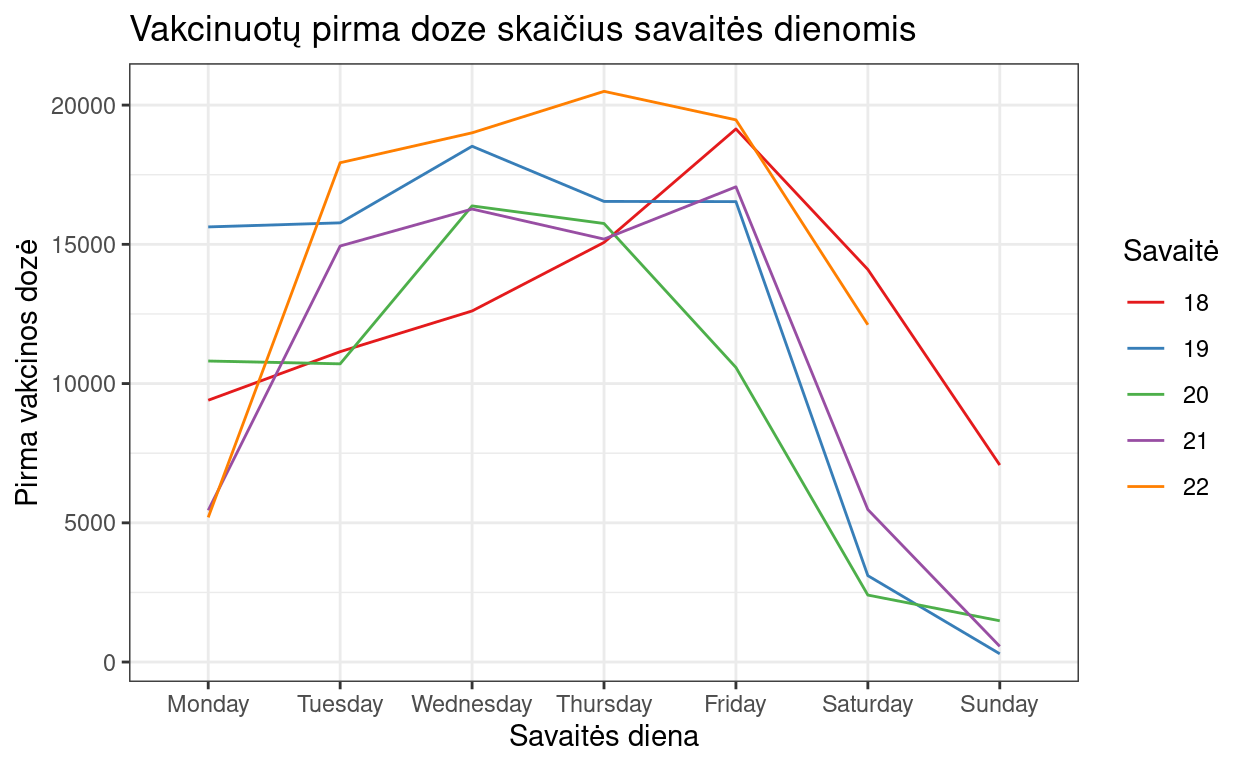 Vakcinuotų pirma doze skaičius savaitės dienomis
Pirma vakcinos dozė
20000
15000
10000
5000
0
Monday Tuesday Wednesday Thursday Friday Saturday Sunday
Savaitės diena
Savaitė
18
19
20
21
22